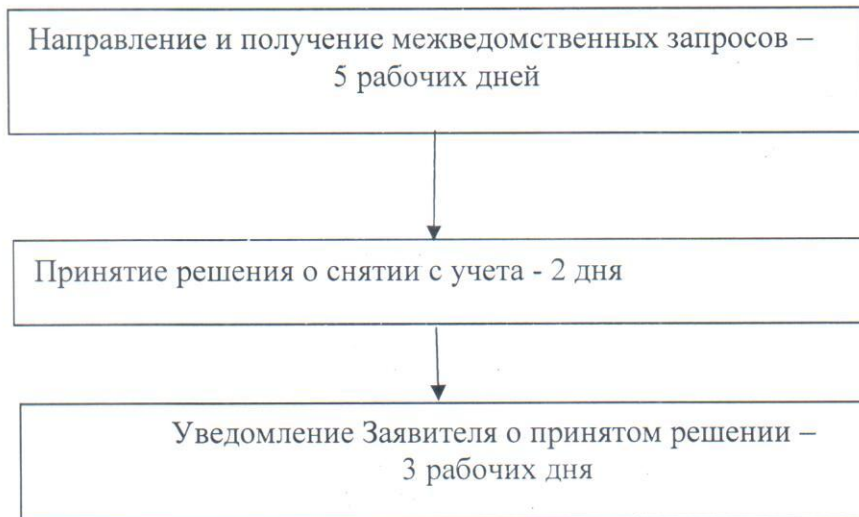 Направление и получение межведомственных запросов –
5 рабочих дней
Принятие решения о снятии с учета - 2 дня
Уведомление Заявителя о принятом решении –
3 рабочих дня